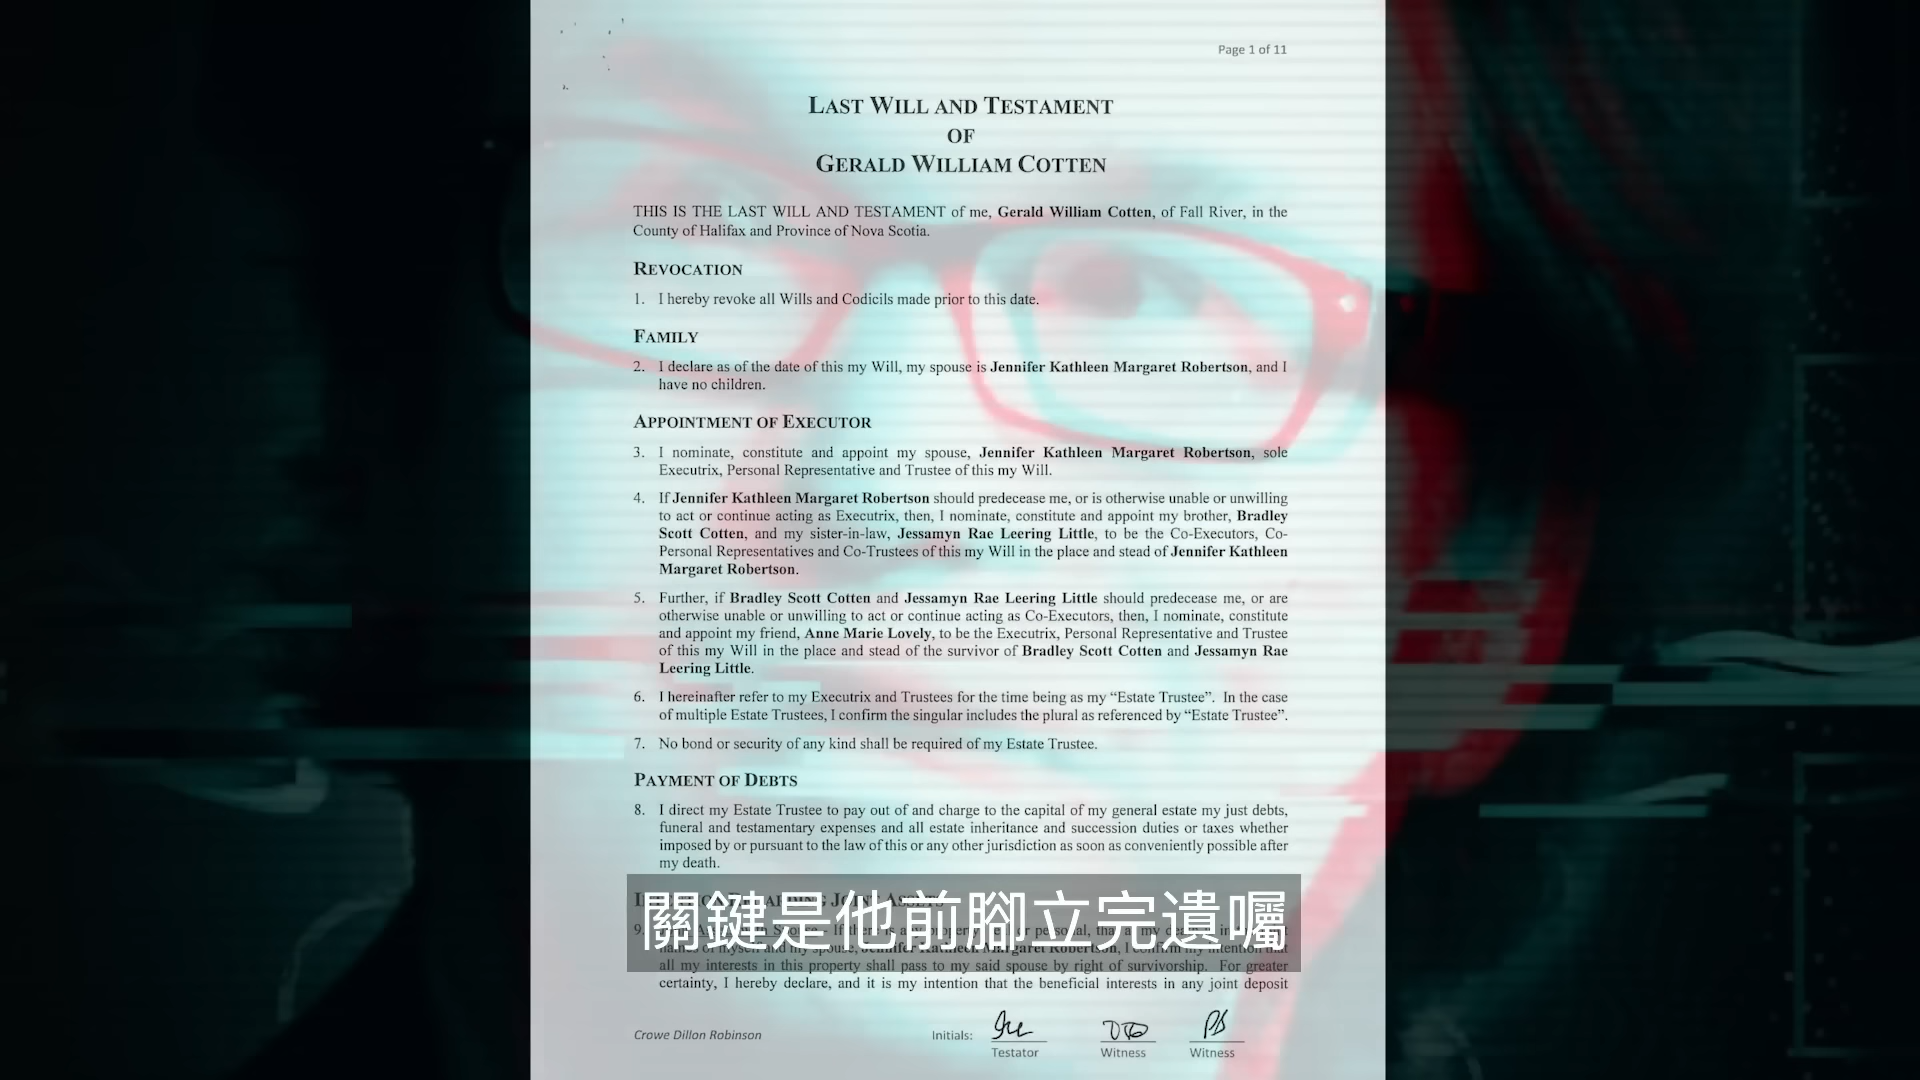 Page 1 of 11
LAST WILL AND TESTAMENT
OF
GERALD WILLIAM COTTEN
THIS IS THE LAST WILL AND TESTAMENT of me, Gerald William Cotten, of Fall River, in the
County of Halifax and Province of Nova Scotia.
REVOCATION
1. I hereby revoke all Wills and Codicils made prior to this date.
FAMILY
2. I declare as of the date of this my Will, my spouse is Jennifer Kathleen Margaret Robertson, and I
have no children.
APPOINTMENT OF EXECUTOR
3. I nominate, constitute and appoint my spouse, Jennifer Kathleen Margaret Robertson, sole
Executrix, Personal Representative and Trustee of this my Will.
4. If Jennifer Kathleen Margaret Robertson should predecease me, or is otherwise unable or unwilling
to act or continue acting as Executrix, then, I nominate, constitute and appoint my brother, Bradley
Scott Cotten, and my sister-in-law, Jessamyn Rae Leering Little, to be the Co-Executors, Co-
Personal Representatives and Co-Trustees of this my Will in the place and stead of Jennifer Kathleen
Margaret Robertson.
5. Further, if Bradley Scott Cotten and Jessamyn Rae Leering Little should predecease me, or are
otherwise unable or unwilling to act or continue acting as Co-Executors, then, I nominate, constitute
and appoint my friend, Anne Marie Lovely, to be the Executrix, Personal Representative and Trustee
of this my Will in the place and stead of the survivor of Bradley Scott Cotten and Jessamyn Rae
Leering Little.
6. I hereinafter refer to my Executrix and Trustees for the time being as my “Estate Trustee”. In the case
of multiple Estate Trustees, I confirm the singular includes the plural as referenced by “Estate Trustee”.
7. No bond or security of any kind shall be required of my Estate Trustee.
PAYMENT OF DEBTS
8. I direct my Estate Trustee to pay out of and charge to the capital of my general estate my just debts,
funeral and testamentary expenses and all estate inheritance and succession duties or taxes whether
imposed by or pursuant to the law of this or any other jurisdiction as soon as conveniently possible after
my death.
關鍵是他前腳立完遺囑
all my interests in this property shall pass to my said spouse by right of survivorship. For greater
certainty, I hereby declare, and it is my intention that the beneficial interests in any joint deposit
Crowe Dillon Robinson
Initials:
Testator Witness Witness